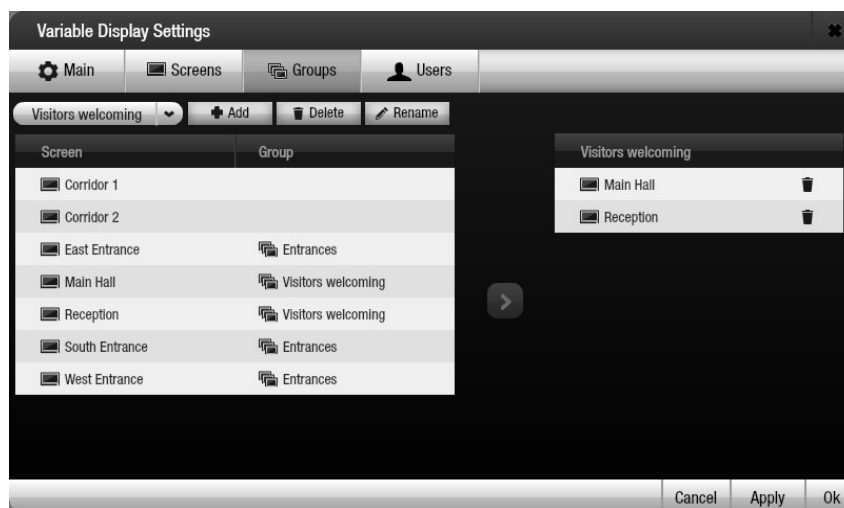 Variable Display Settings
Main Screens Groups Users
Visitors welcoming Add Delete Rename
Screen Group
Corridor 1
Corridor 2
East Entrance Entrances
Main Hall Visitors welcoming
Reception Visitors welcoming
South Entrance Entrances
West Entrance Entrances
Visitors welcoming
Main Hall
Reception
Cancel Apply Ok